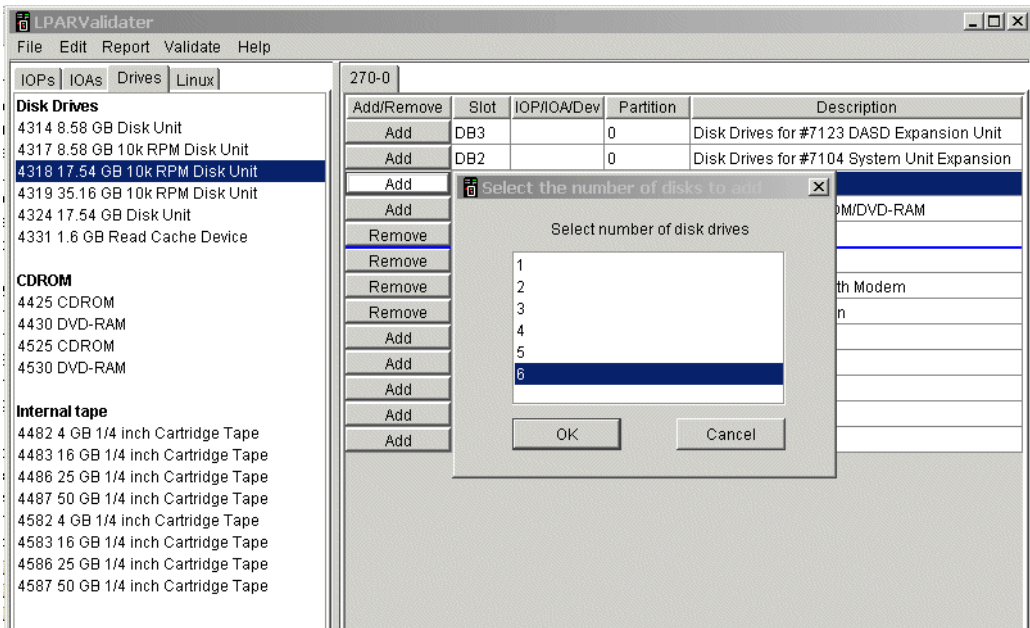 LPARValidater
File Edit Report Validate Help
IOPs IOAs Drives Linux
Disk Drives
4314 8.58 GB Disk Unit
4317 8.58 GB 10k RPM Disk Unit
4318 17.54 GB 10k RPM Disk Unit
4319 35.16 GB 10k RPM Disk Unit
4324 17.54 GB Disk Unit
4331 1.6 GB Read Cache Device
CDROM
4425 CDROM
4430 DVD-RAM
4525 CDROM
4530 DVD-RAM
Internal tape
4482 4 GB 1/4 inch Cartridge Tape
4483 16 GB 1/4 inch Cartridge Tape
4486 25 GB 1/4 inch Cartridge Tape
4487 50 GB 1/4 inch Cartridge Tape
4582 4 GB 1/4 inch Cartridge Tape
4583 16 GB 1/4 inch Cartridge Tape
4586 25 GB 1/4 inch Cartridge Tape
4587 50 GB 1/4 inch Cartridge Tape
270-0
Add/Remove Slot IOP/IOA/Dev Partition Description
Add DB3 0 Disk Drives for #7123 DASD Expansion Unit
Add DB2 0 Disk Drives for #7104 System Unit Expansion
Add
Add OM/DVD-RAM
Remove
Remove
Remove th Modem
Remove n
Add
Add
Add
Add
Add
Select the number of disks to add
Select number of disk drives
1
2
3
4
5
6
OK Cancel